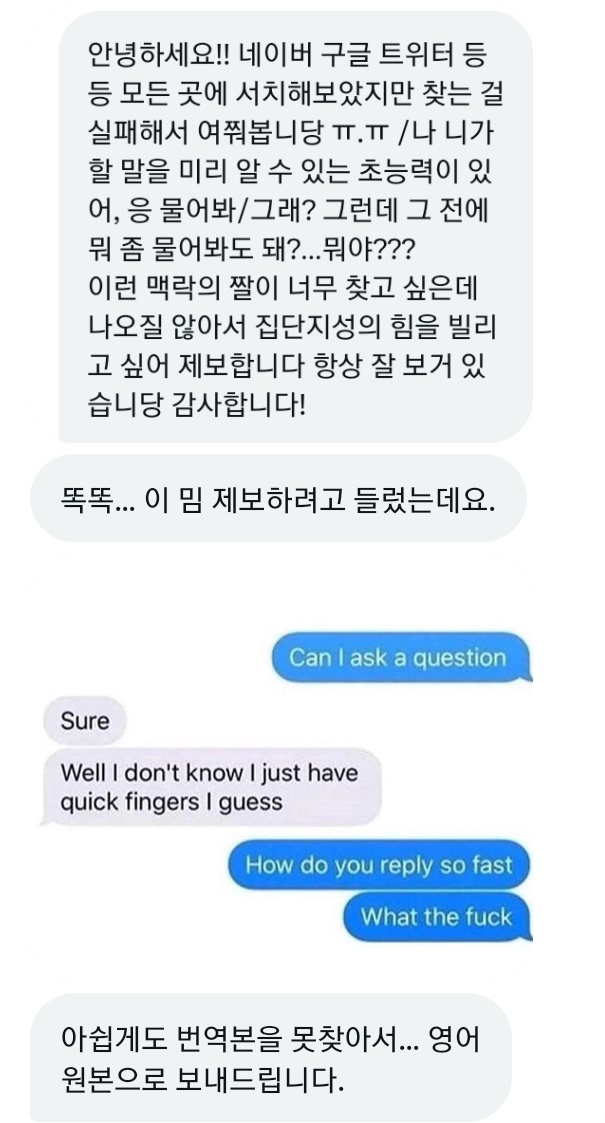 안녕하세요!! 네이버 구글 트위터 등
등 모든 곳에 서치해보았지만 찾는 걸
실패해서 여쭤봅니당 ㅠ.ㅠ /나 니가
할 말을 미리 알 수 있는 초능력이 있
어, 응 물어봐/그래? 그런데 그 전에
뭐 좀 물어봐도 돼?...뭐야???
이런 맥락의 짤이 너무 찾고 싶은데
나오질 않아서 집단지성의 힘을 빌리
고 싶어 제보합니다 항상 잘 보거 있
습니당 감사합니다!
똑똑... 이 밈 제보하려고 들렀는데요.
Can I ask a question
Sure
Well I don't know I just have
quick fingers I guess
How do you reply so fast
What the fuck
아쉽게도 번역본을 못찾아서... 영어
원본으로 보내드립니다.